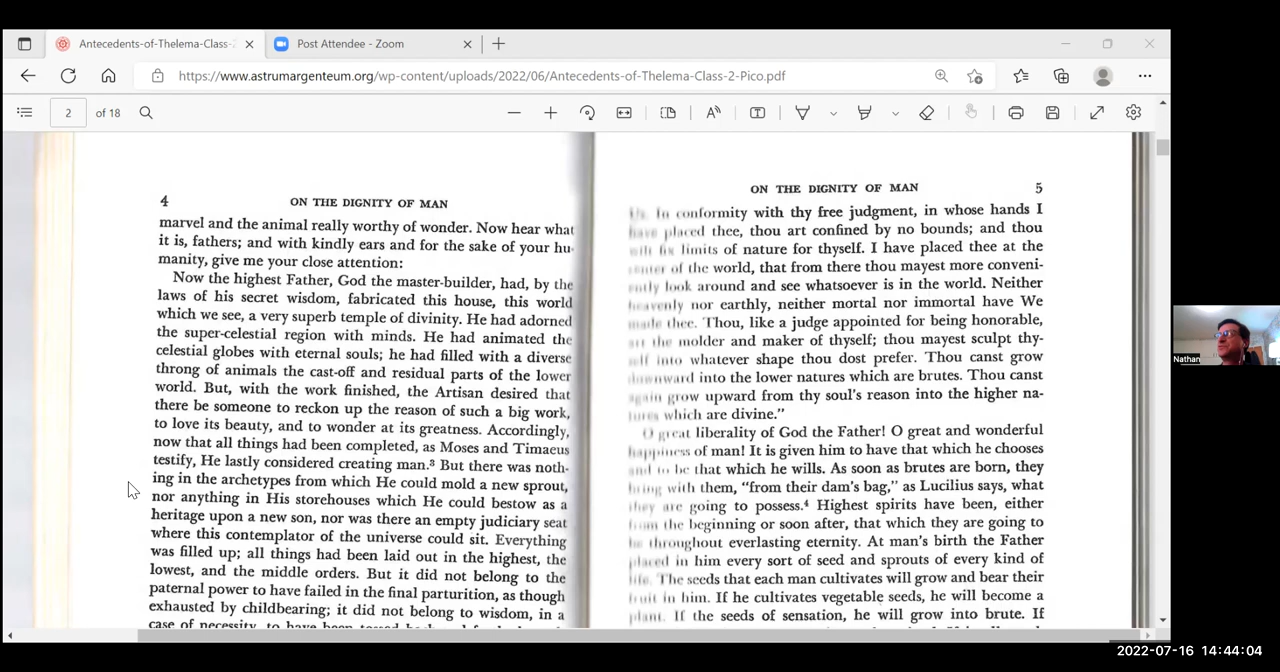 Antecedents-of-Thelema-Class-2
Post Attendee - Zoom
https://www.astrumargenteum.org/wp-content/uploads/2022/06/Antecedents-of-Thelema-Class-2-Pico.pdf
2 of 18
4 ON THE DIGNITY OF MAN
marvel and the animal really worthy of wonder. Now hear what
it is, fathers; and with kindly ears and for the sake of your hu-
manity, give me your close attention:
Now the highest Father, God the master-builder, had, by the
laws of his secret wisdom, fabricated this house, this world
which we see, a very superb temple of divinity. He had adorned
the super-celestial region with minds. He had animated the
celestial globes with eternal souls; he had filled with a diverse
throng of animals the cast-off and residual parts of the lower
world. But, with the work finished, the Artisan desired that
there be someone to reckon up the reason of such a big work,
to love its beauty, and to wonder at its greatness. Accordingly,
now that all things had been completed, as Moses and Timaeus
testify, He lastly considered creating man.³ But there was noth-
ing in the archetypes from which He could mold a new sprout,
nor anything in His storehouses which He could bestow as a
heritage upon a new son, nor was there an empty judiciary seat
where this contemplator of the universe could sit. Everything
was filled up; all things had been laid out in the highest, the
lowest, and the middle orders. But it did not belong to the
paternal power to have failed in the final parturition, as though
exhausted by childbearing; it did not belong to wisdom, in a
case of necessity, to have been
ON THE DIGNITY OF MAN 5
Us. In conformity with thy free judgment, in whose hands I
have placed thee, thou art confined by no bounds; and thou
wilt fix limits of nature for thyself. I have placed thee at the
center of the world, that from there thou mayest more conveni-
ently look around and see whatsoever is in the world. Neither
heavenly nor earthly, neither mortal nor immortal have We
made thee. Thou, like a judge appointed for being honorable,
art the molder and maker of thyself; thou mayest sculpt thy-
self into whatever shape thou dost prefer. Thou canst grow
downward into the lower natures which are brutes. Thou canst
again grow upward from thy soul's reason into the higher na-
tures which are divine."
O great liberality of God the Father! O great and wonderful
happiness of man! It is given him to have that which he chooses
and to be that which he wills. As soon as brutes are born, they
bring with them, "from their dam's bag," as Lucilius says, what
they are going to possess.⁴ Highest spirits have been, either
from the beginning or soon after, that which they are going to
be throughout everlasting eternity. At man's birth the Father
placed in him every sort of seed and sprouts of every kind of
life. The seeds that each man cultivates will grow and bear their
fruit in him. If he cultivates vegetable seeds, he will become a
plant. If the seeds of sensation, he will grow into brute. If
Nathan
2022-07-16 14:44:04